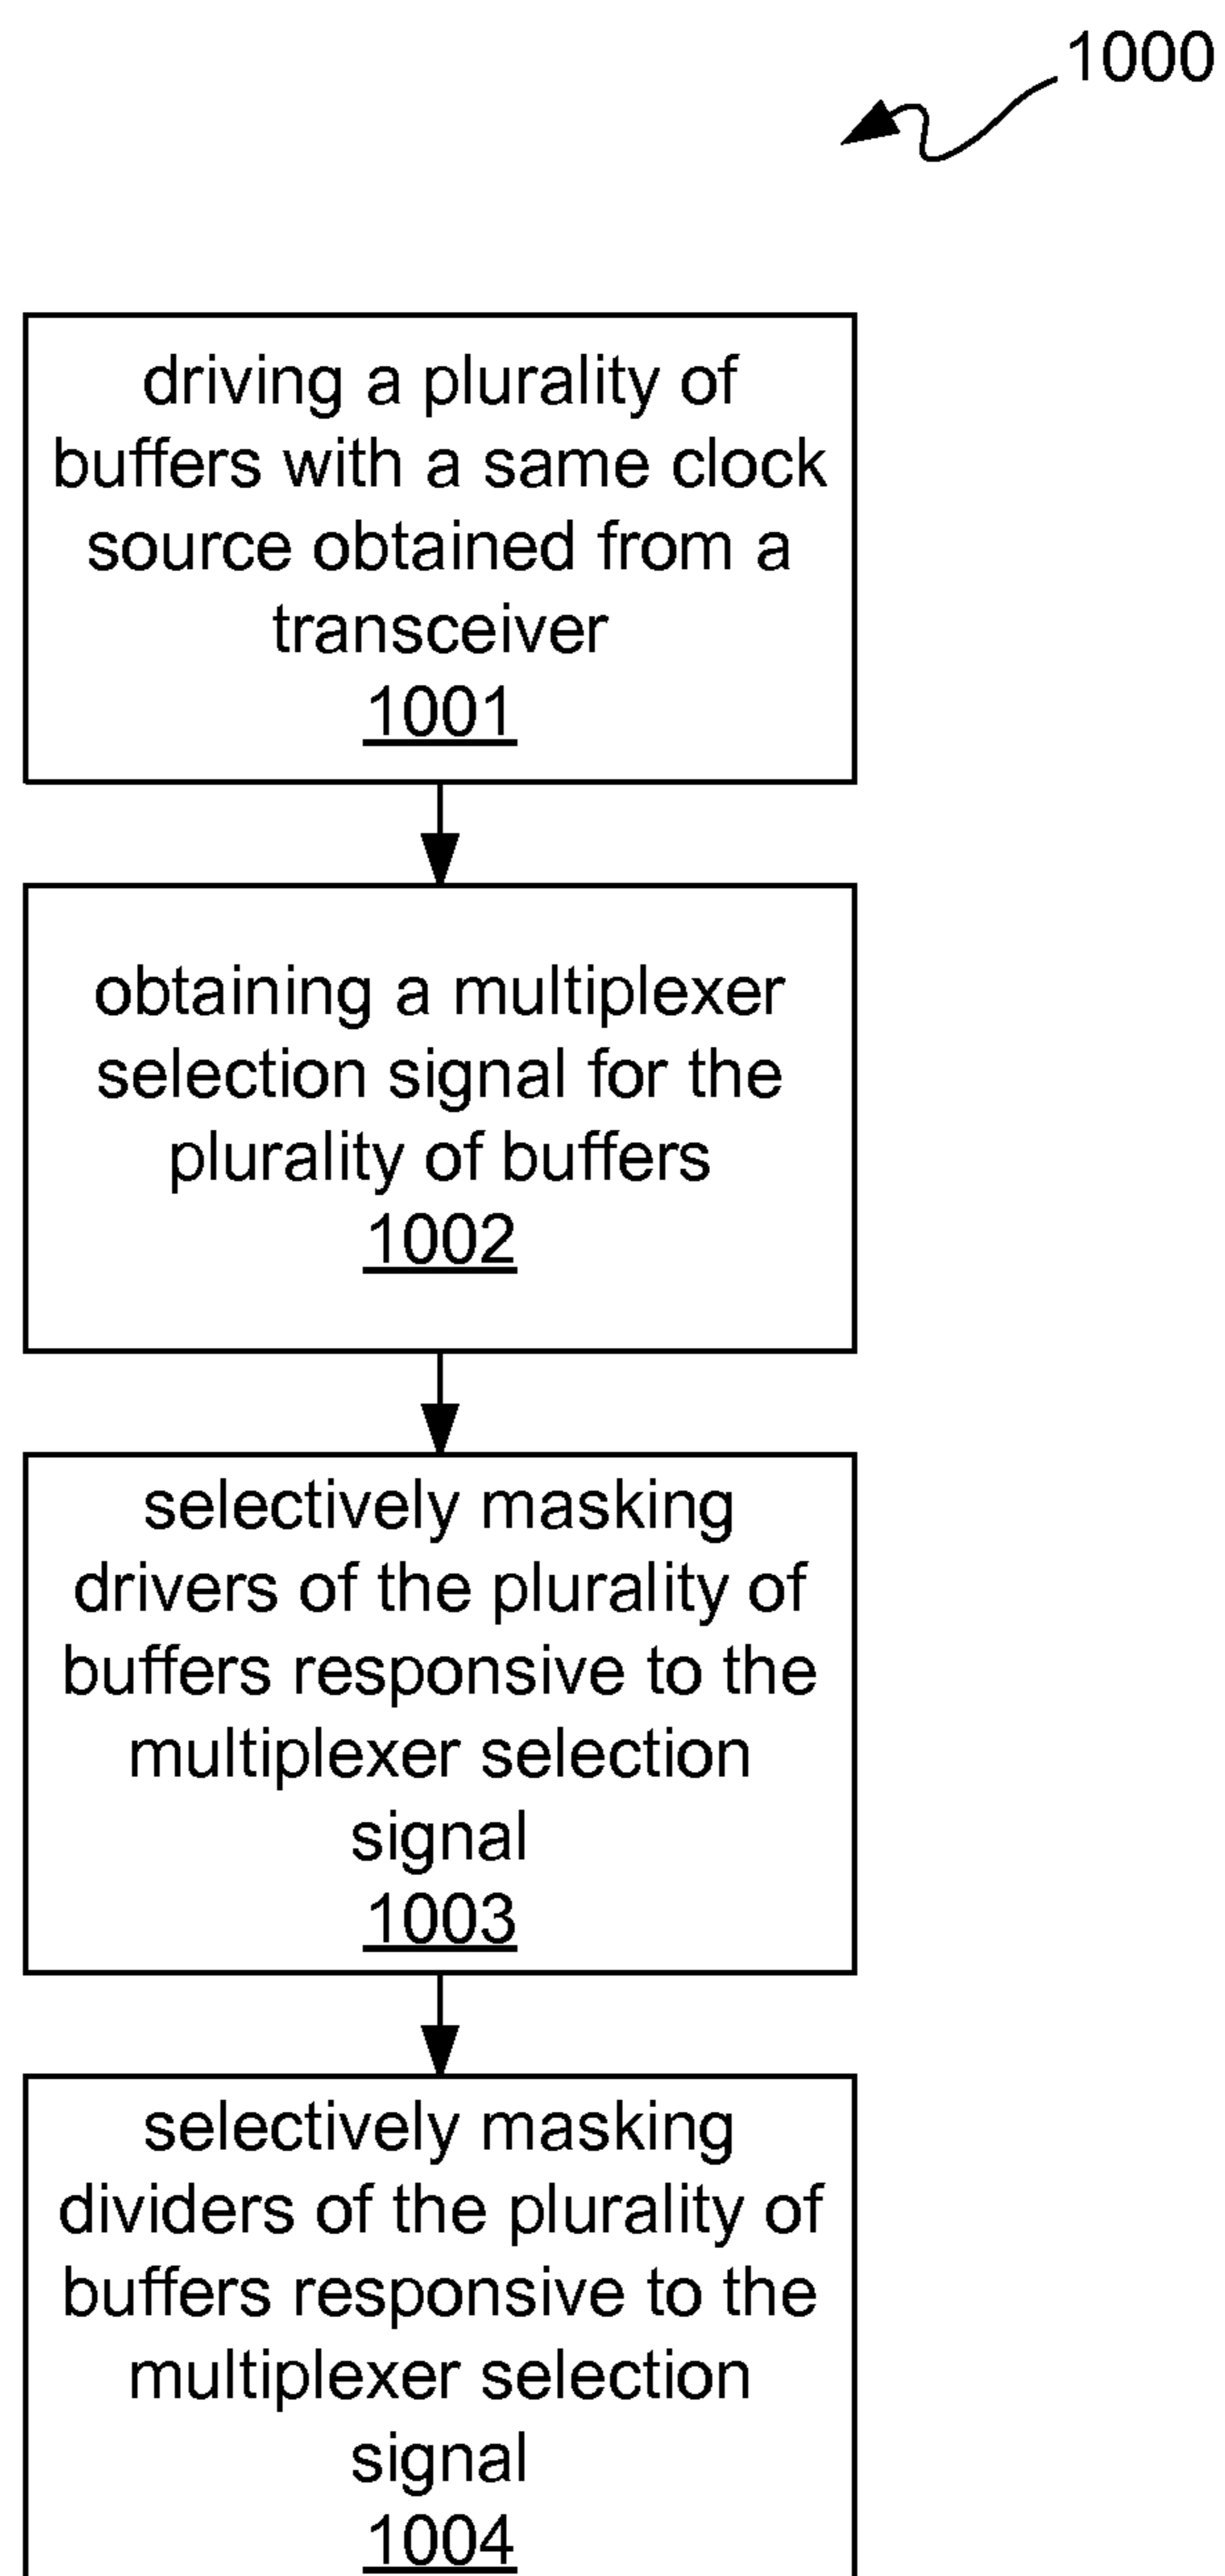 1000
driving a plurality of
buffers with a same clock
source obtained from a
transceiver
1001
obtaining a multiplexer
selection signal for the
plurality of buffers
1002
selectively masking
drivers of the plurality of
buffers responsive to the
multiplexer selection
signal
1003
selectively masking
dividers of the plurality of
buffers responsive to the
multiplexer selection
signal
1004